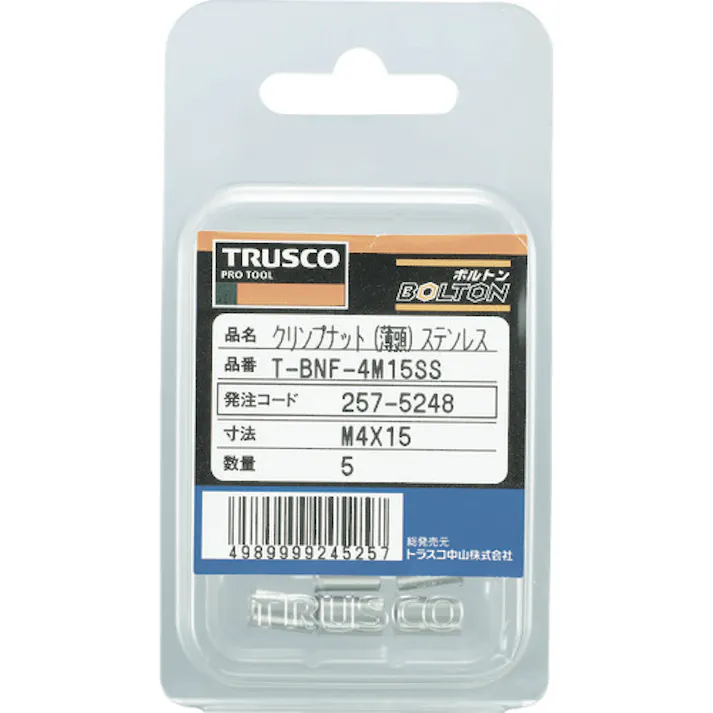 TRUSCO
PRO TOOL
ボルトン
BOLTON
品名 クリンプナット(薄頭)ステンレス
品番 T-BNF-4M15SS
発注コード 257-5248
寸法 M4X15
数量 5
4989999245257
総発売元
トラスコ中山株式会社
TRUSCO